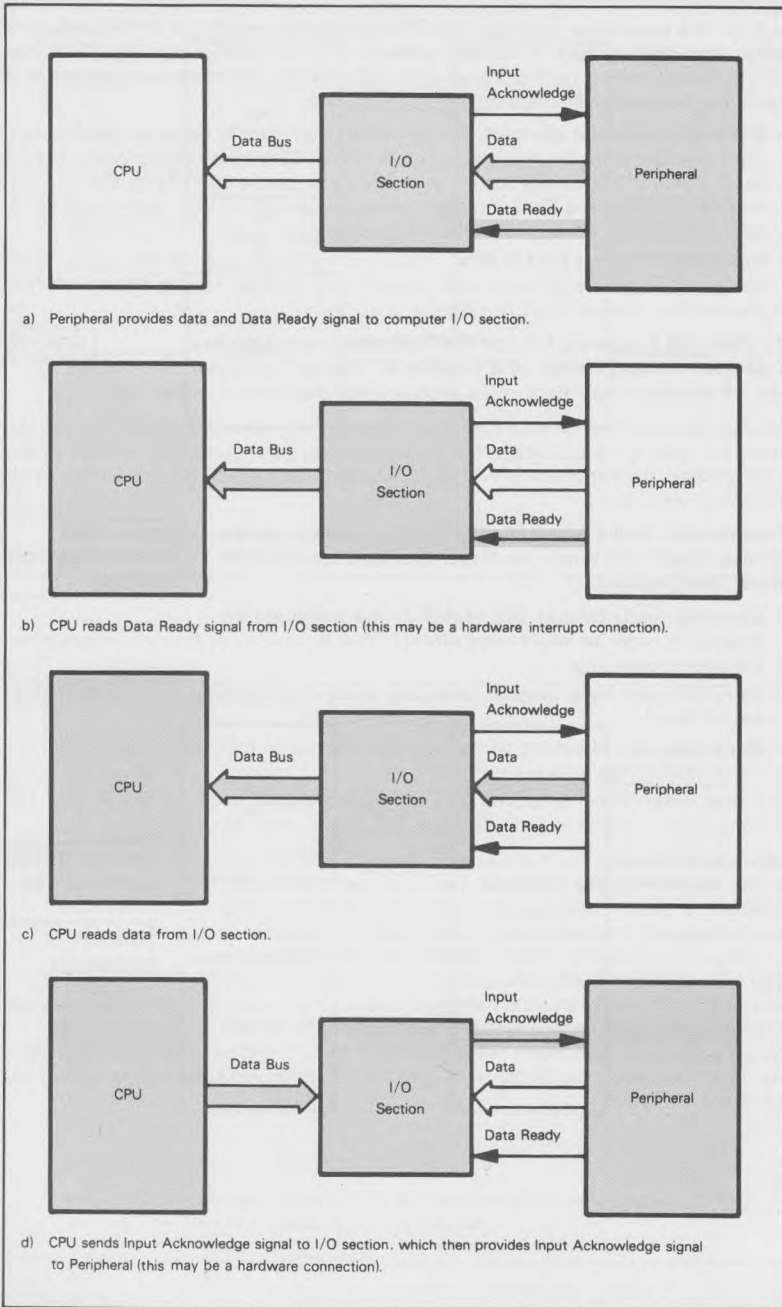 Input
Acknowledge
Data Bus
Data
CPU
I/O
Section
Peripheral
Data Ready
a) Peripheral provides data and Data Ready signal to computer I/O section.
Input
Acknowledge
Data Bus
Data
CPU
I/O
Section
Peripheral
Data Ready
b) CPU reads Data Ready signal from I/O section (this may be a hardware interrupt connection).
Input
Acknowledge
Data Bus
Data
CPU
I/O
Section
Peripheral
Data Ready
c) CPU reads data from I/O section.
Input
Acknowledge
Data Bus
Data
CPU
I/O
Section
Peripheral
Data Ready
d) CPU sends Input Acknowledge signal to I/O section, which then provides Input Acknowledge signal
to Peripheral (this may be a hardware connection).